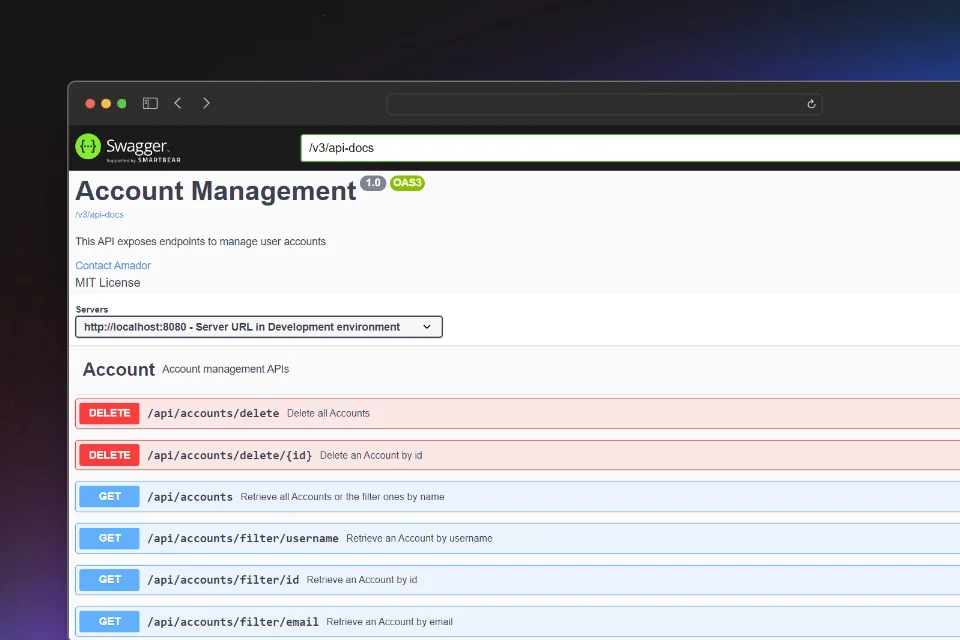 Swagger
Supported by SMARTBEAR
/v3/api-docs
Account Management 1.0 OAS3
/v3/api-docs
This API exposes endpoints to manage user accounts
Contact Amador
MIT License
Servers
http://localhost:8080 - Server URL in Development environment
Account Account management APIs
DELETE /api/accounts/delete Delete all Accounts
DELETE /api/accounts/delete/{id} Delete an Account by id
GET /api/accounts Retrieve all Accounts or the filter ones by name
GET /api/accounts/filter/username Retrieve an Account by username
GET /api/accounts/filter/id Retrieve an Account by id
GET /api/accounts/filter/email Retrieve an Account by email